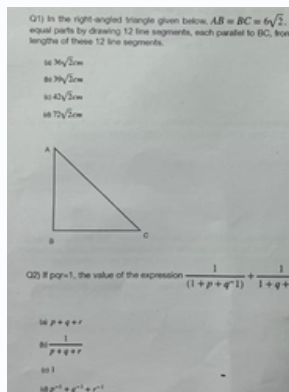 Q1) In the right-angled triangle given below, AB = BC = 6√2.
equal parts by drawing 12 line segments, each parallel to BC, from
lengths of these 12 line segments.
(a) 36√2cm
(b) 39√2cm
(c) 42√2cm
(d) 72√2cm
A
B
C
Q2) If pqr=1, the value of the expression 1/(1+p+q⁻¹) + 1/1+q+
(a) p+q+r
(b) 1/p+q+r
(c) 1
(d) p⁻¹+q⁻¹+r⁻¹